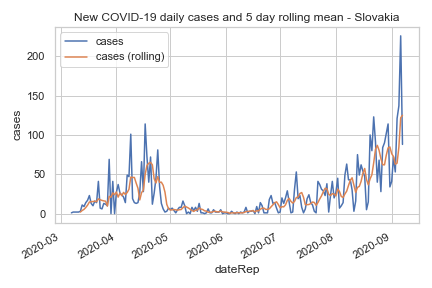 New COVID-19 daily cases and 5 day rolling mean - Slovakia
cases
cases (rolling)
200
150
100
50
0
cases
2020-03
2020-04
2020-05
2020-06
2020-07
2020-08
2020-09
dateRep